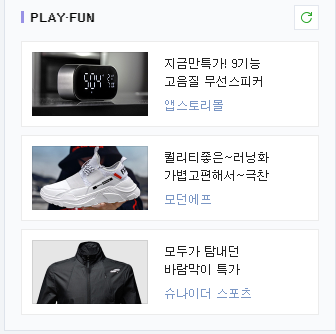 PLAY·FUN
지금만특가! 9기능
고음질 무선스피커
앱스토리몰
퀄리티좋은~러닝화
가볍고편해서~극찬
모던에프
모두가 탐내던
바람막이 특가
슈나이더 스포츠